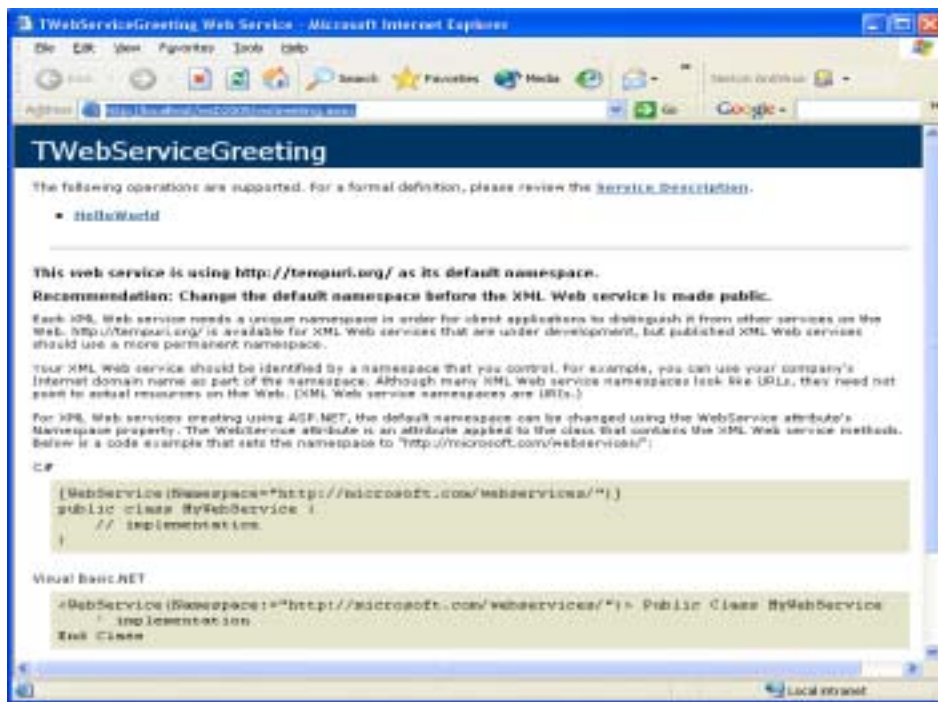 TWebServiceGreeting Web Service - Microsoft Internet Explorer
File Edit View Favorites Tools Help
Search Favorites Media
Address Go Google
TWebServiceGreeting
The following operations are supported. For a formal definition, please review the Service Description.
HelloWorld
This web service is using http://tempuri.org/ as its default namespace.
Recommendation: Change the default namespace before the XML Web service is made public.
Each XML Web service needs a unique namespace in order for client applications to distinguish it from other services on the
Web. http://tempuri.org/ is available for XML Web services that are under development, but published XML Web services
should use a more permanent namespace.
Your XML Web service should be identified by a namespace that you control. For example, you can use your company's
Internet domain name as part of the namespace. Although many XML Web service namespaces look like URLs, they need not
point to actual resources on the Web. (XML Web service namespaces are URIs.)
For XML Web services creating using ASP.NET, the default namespace can be changed using the WebService attribute's
Namespace property. The WebService attribute is an attribute applied to the class that contains the XML Web service methods.
Below is a code example that sets the namespace to "http://microsoft.com/webservices/":
C#
[WebService(Namespace="http://microsoft.com/webservices/")]
public class MyWebService {
// implementation
}
Visual Basic.NET
<WebService(Namespace:="http://microsoft.com/webservices/")> Public Class MyWebService
' implementation
End Class
Local intranet